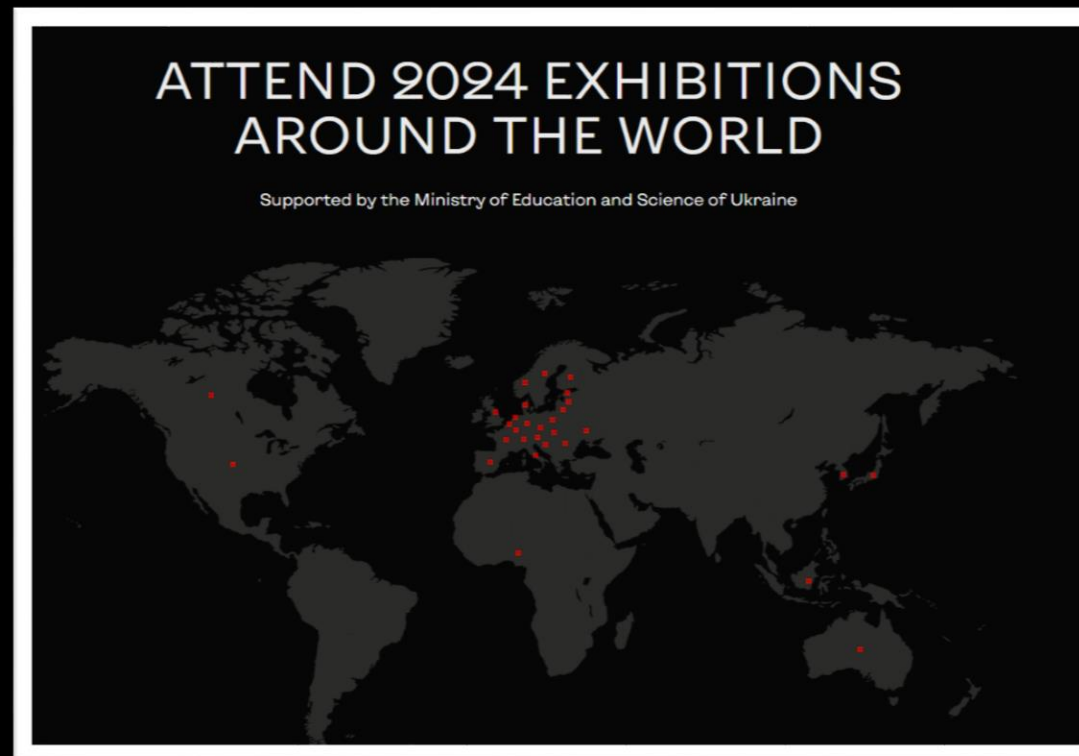 ATTEND 2024 EXHIBITIONS
AROUND THE WORLD
Supported by the Ministry of Education and Science of Ukraine